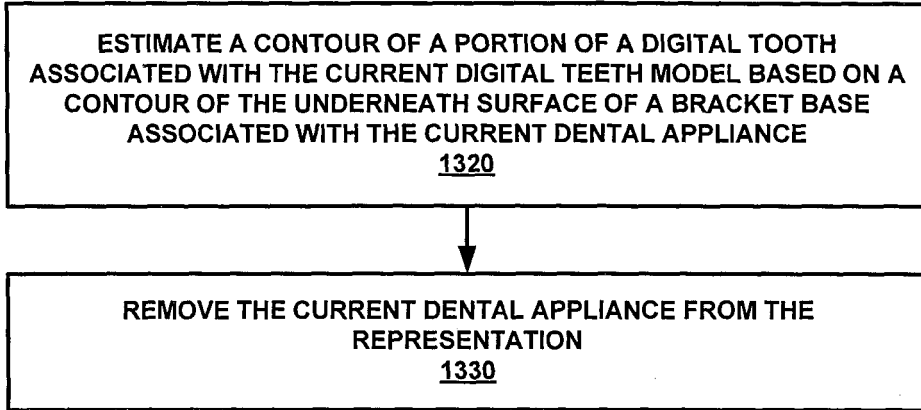 ESTIMATE A CONTOUR OF A PORTION OF A DIGITAL TOOTH
ASSOCIATED WITH THE CURRENT DIGITAL TEETH MODEL BASED ON A
CONTOUR OF THE UNDERNEATH SURFACE OF A BRACKET BASE
ASSOCIATED WITH THE CURRENT DENTAL APPLIANCE
1320
REMOVE THE CURRENT DENTAL APPLIANCE FROM THE
REPRESENTATION
1330